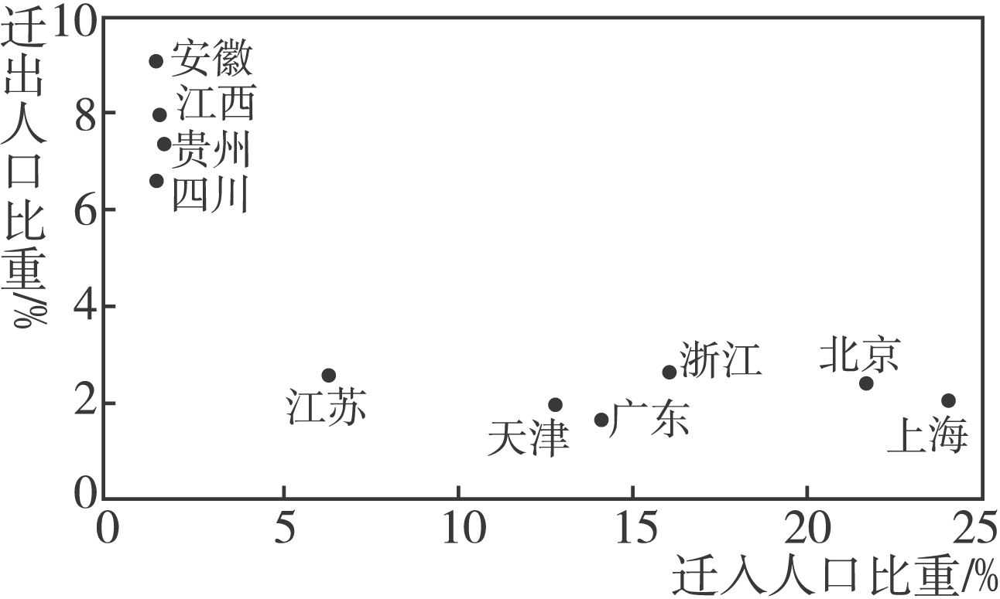 迁出人口比重/%
10
8
6
4
2
0
安徽
江西
贵州
四川
江苏
天津
广东
浙江
北京
上海
0 5 10 15 20 25
迁入人口比重/%